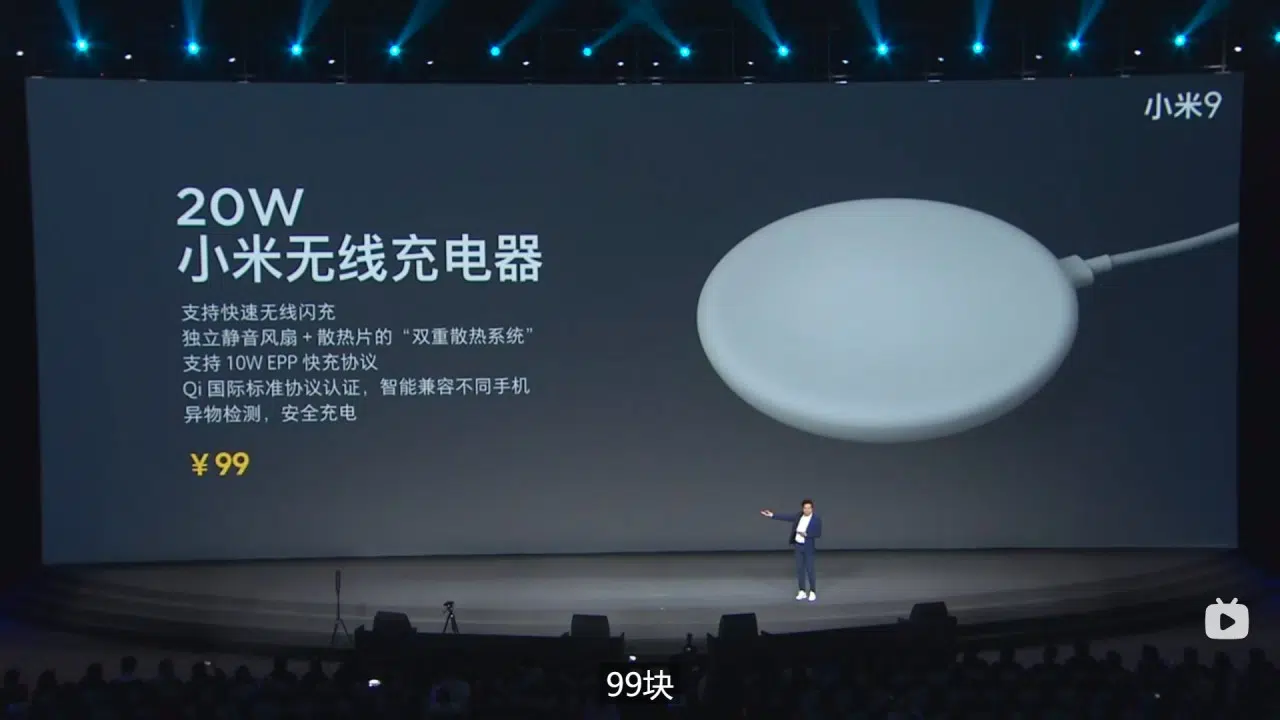 小米9
20W
小米无线充电器
支持快速无线闪充
独立静音风扇 + 散热片的“双重散热系统”
支持 10W EPP 快充协议
Qi 国际标准协议认证，智能兼容不同手机
异物检测，安全充电
¥ 99
99块